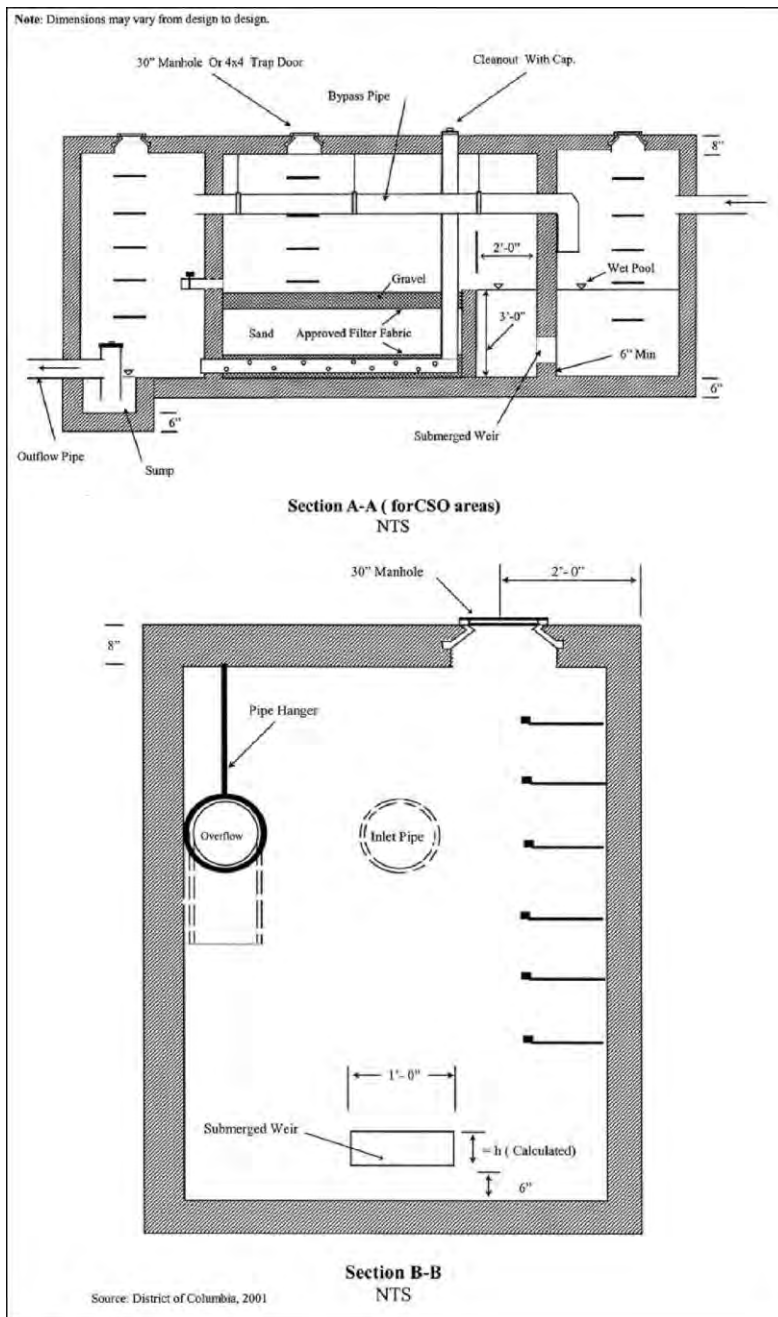 Note: Dimensions may vary from design to design.
30" Manhole Or 4x4 Trap Door
Cleanout With Cap.
Bypass Pipe
8"
2'-0"
Wet Pool
Gravel
3'-0"
Sand
Approved Filter Fabric
6" Min
6"
6"
Submerged Weir
Outflow Pipe
Sump
Section A-A ( forCSO areas)
NTS
30" Manhole
2'- 0"
8"
Pipe Hanger
Overflow
Inlet Pipe
1'- 0"
Submerged Weir
= h ( Calculated)
6"
Section B-B
NTS
Source: District of Columbia, 2001